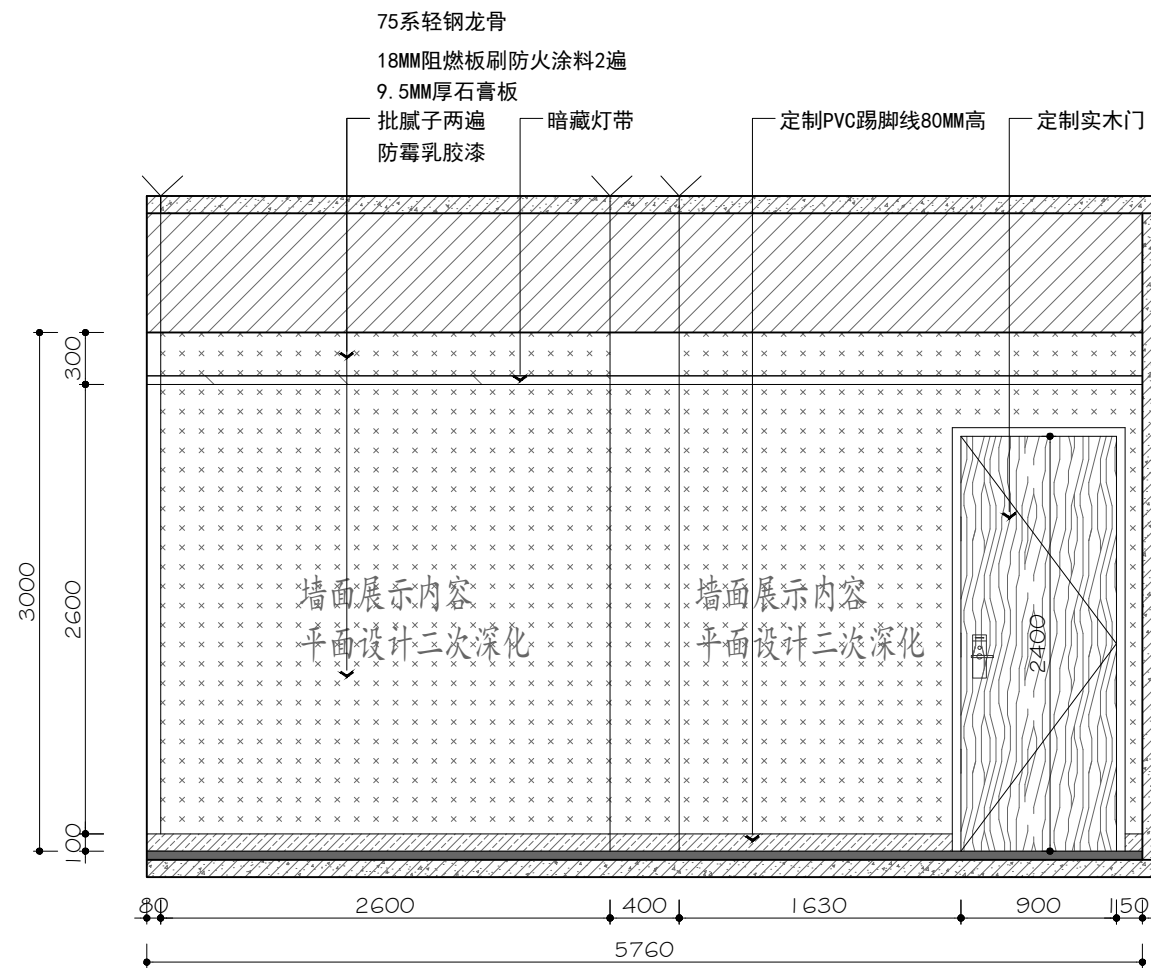 75系轻钢龙骨
18MM阻燃板刷防火涂料2遍
9.5MM厚石膏板
批腻子两遍
防霉乳胶漆
暗藏灯带
定制PVC踢脚线80MM高
定制实木门
300
3000
2600
100
墙面展示内容
平面设计二次深化
墙面展示内容
平面设计二次深化
2400
80
2600
400
1630
900
150
5760